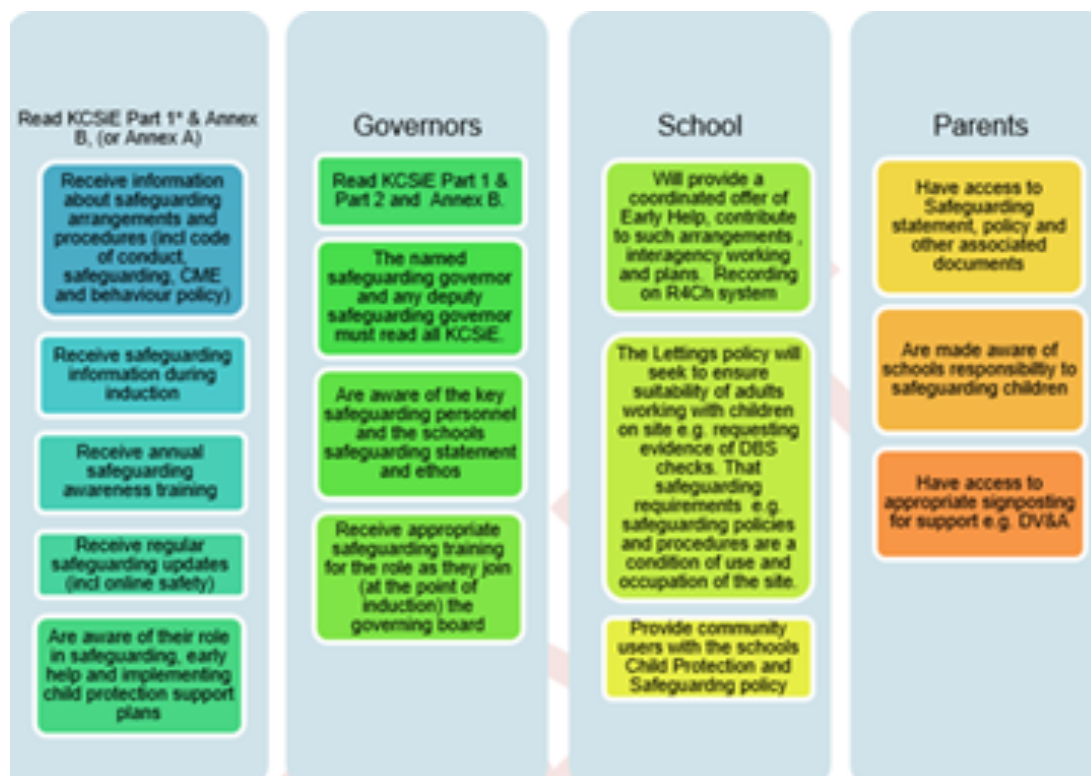 Read KCSiE Part 1* & Annex
B, (or Annex A)
Receive information
about safeguarding
arrangements and
procedures (incl code
of conduct,
safeguarding, CME
and behaviour policy)
Receive safeguarding
information during
induction
Receive annual
safeguarding
awareness training
Receive regular
safeguarding updates
(incl online safety)
Are aware of their role
in safeguarding, early
help and implementing
child protection support
plans
Governors
Read KCSiE Part 1 &
Part 2 and Annex B.
The named
safeguarding governor
and any deputy
safeguarding governor
must read all KCSiE.
Are aware of the key
safeguarding personnel
and the schools
safeguarding statement
and ethos
Receive appropriate
safeguarding training
for the role as they join
(at the point of
induction) the
governing board
School
Will provide a
coordinated offer of
Early Help, contribute
to such arrangements ,
interagency working
and plans. Recording
on R4Ch system
The Lettings policy will
seek to ensure
suitability of adults
working with children
on site e.g. requesting
evidence of DBS
checks. That
safeguarding
requirements e.g.
safeguarding policies
and procedures are a
condition of use and
occupation of the site.
Provide community
users with the schools
Child Protection and
Safeguardng policy
Parents
Have access to
Safeguarding
statement, policy and
other associated
documents
Are made aware of
schools responsibiltiy to
safeguarding children
Have access to
appropriate signposting
for support e.g. DV&A